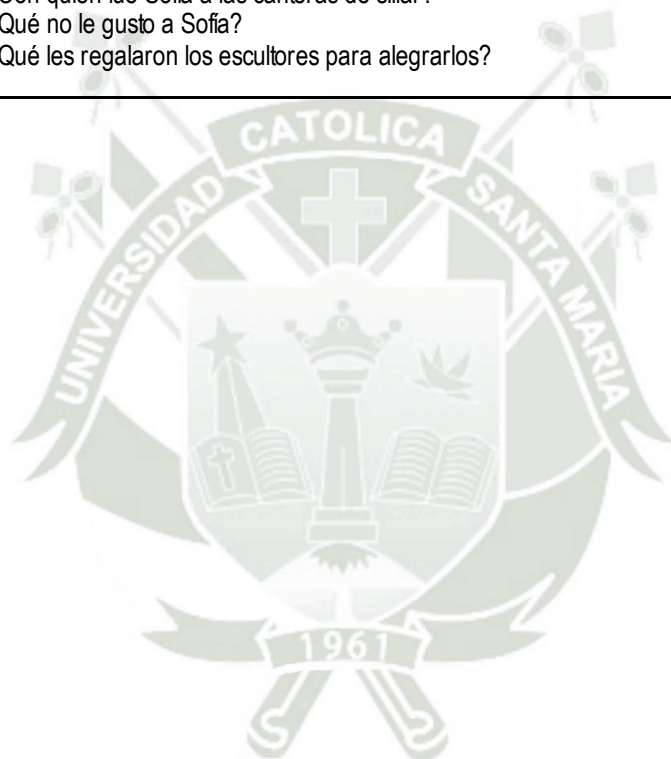 Qué no le gusto a Sofía?
Qué les regalaron los escultores para alegrarlos?
UNIVERSIDAD CATOLICA SANTA MARIA
1961